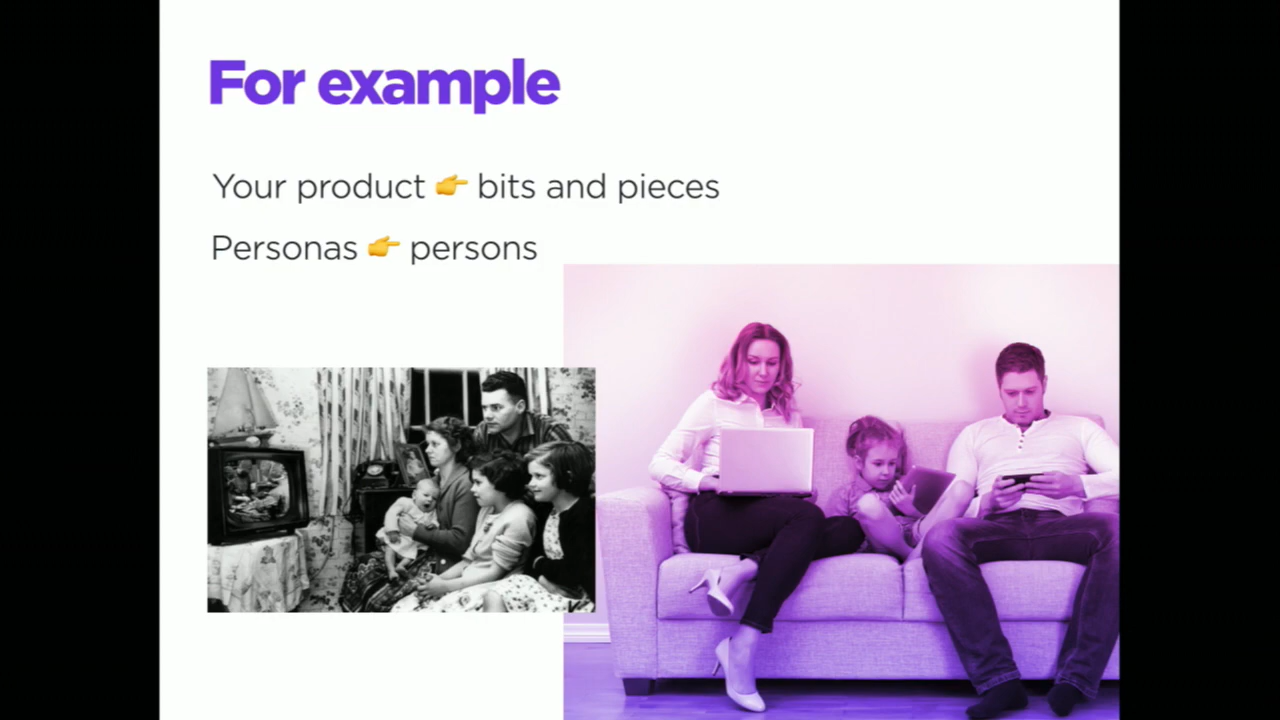 For example
Your product 👉 bits and pieces
Personas 👉 persons